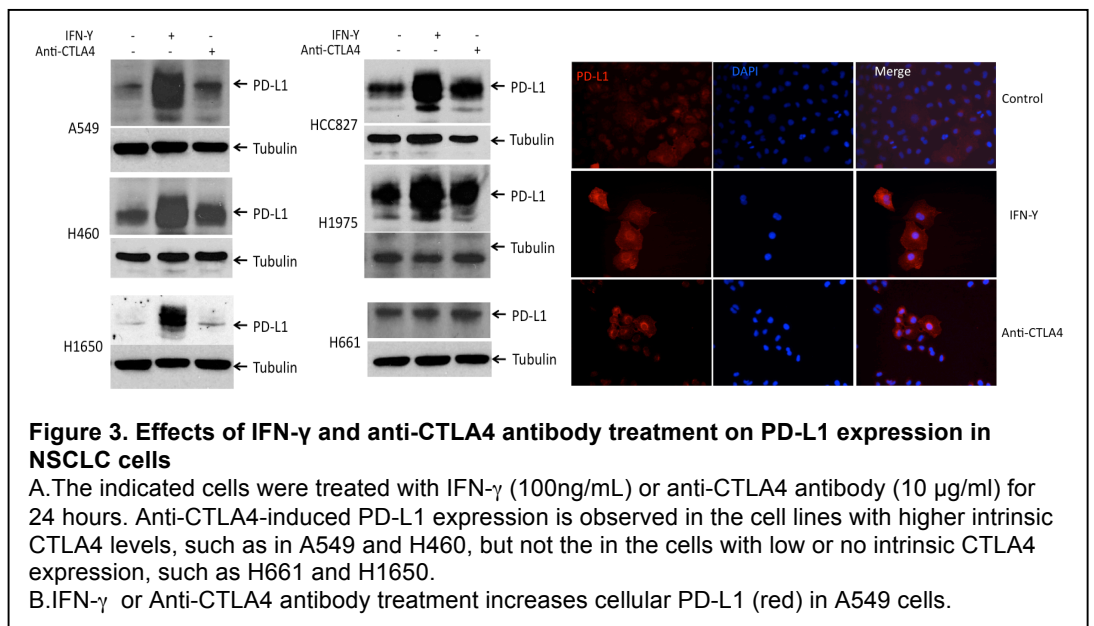 IFN-Y - + -
Anti-CTLA4 - - +
PD-L1
A549
Tubulin
PD-L1
H460
Tubulin
PD-L1
H1650
Tubulin
IFN-Y - + -
Anti-CTLA4 - - +
PD-L1
HCC827
Tubulin
PD-L1
H1975
Tubulin
PD-L1
H661
Tubulin
PD-L1 DAPI Merge
Control
IFN-Y
Anti-CTLA4
Figure 3. Effects of IFN-γ and anti-CTLA4 antibody treatment on PD-L1 expression in
NSCLC cells
A.The indicated cells were treated with IFN-γ (100ng/mL) or anti-CTLA4 antibody (10 µg/ml) for
24 hours. Anti-CTLA4-induced PD-L1 expression is observed in the cell lines with higher intrinsic
CTLA4 levels, such as in A549 and H460, but not the in the cells with low or no intrinsic CTLA4
expression, such as H661 and H1650.
B.IFN-γ or Anti-CTLA4 antibody treatment increases cellular PD-L1 (red) in A549 cells.